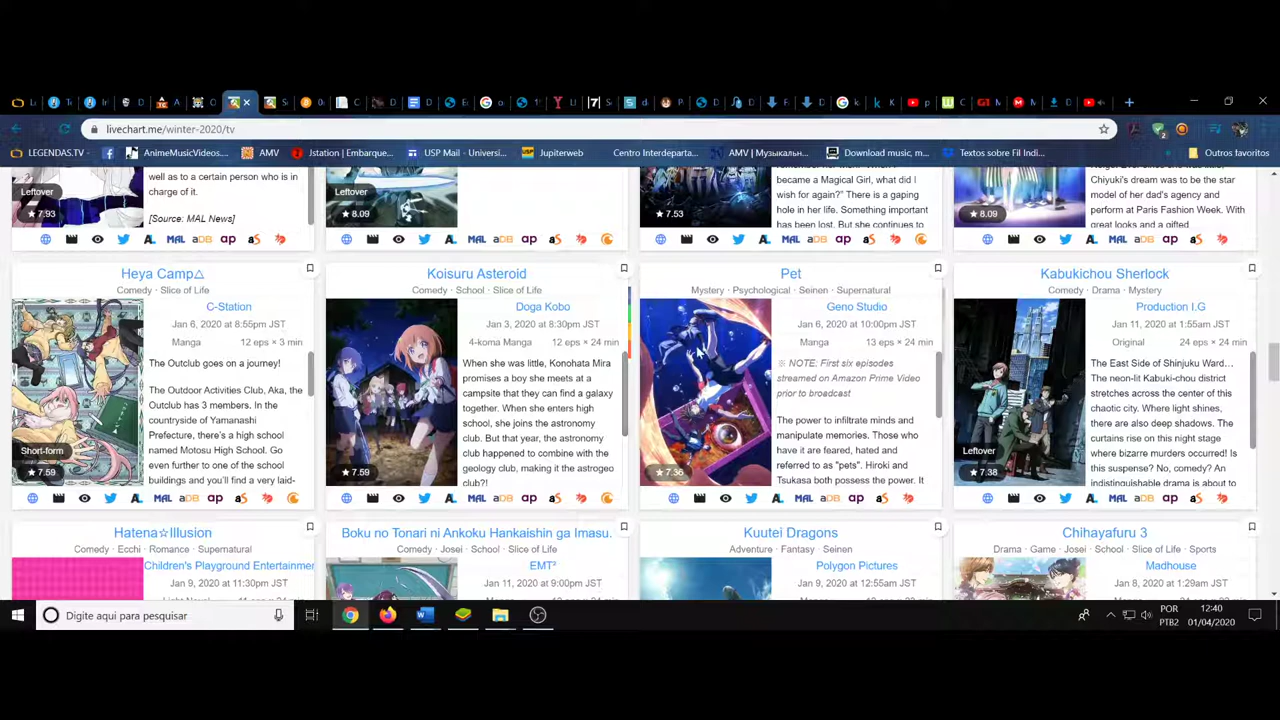 livechart.me/winter-2020/tv
LEGENDAS.TV -
AnimeMusicVideos...
AMV
Jstation | Embarque...
USP Mail - Universi...
Jupiterweb
Centro Interdeparta...
AMV | Музыкальн...
Download music, m...
Textos sobre Fil Indi...
Outros favoritos
well as to a certain person who is in
charge of it.
[Source: MAL News]
Leftover
7.93
Leftover
8.09
became a Magical Girl, what did I
wish for again?" There is a gaping
hole in her life. Something important
has been lost. But she continues to
7.53
Chiyuki's dream was to be the star
model of her dad's agency and
perform at Paris Fashion Week. With
great looks and a gifted
Leftover
8.09
Heya Camp△
Comedy · Slice of Life
C-Station
Jan 6, 2020 at 8:55pm JST
Manga 12 eps × 3 min
The Outclub goes on a journey!
The Outdoor Activities Club, Aka, the
Outclub has 3 members. In the
countryside of Yamanashi
Prefecture, there's a high school
named Motosu High School. Go
even further to one of the school
buildings and you'll find a very laid-
Short-form
7.59
Koisuru Asteroid
Comedy · School · Slice of Life
Doga Kobo
Jan 3, 2020 at 8:30pm JST
4-koma Manga 12 eps × 24 min
When she was little, Konohata Mira
promises a boy she meets at a
campsite that they can find a galaxy
together. When she enters high
school, she joins the astronomy
club. But that year, the astronomy
club happened to combine with the
geology club, making it the astrogeo
club?!
7.59
Pet
Mystery · Psychological · Seinen · Supernatural
Geno Studio
Jan 6, 2020 at 10:00pm JST
Manga 13 eps × 24 min
※ NOTE: First six episodes
streamed on Amazon Prime Video
prior to broadcast
The power to infiltrate minds and
manipulate memories. Those who
have it are feared, hated and
referred to as "pets". Hiroki and
Tsukasa both possess the power. It
7.36
Kabukichou Sherlock
Comedy · Drama · Mystery
Production I.G
Jan 11, 2020 at 1:55am JST
Original 24 eps × 24 min
The East Side of Shinjuku Ward…
The neon-lit Kabuki-chou district
stretches across the center of this
chaotic city. Where light shines,
there are also deep shadows. The
curtains rise on this night stage
where bizarre murders occurred! Is
this suspense? No, comedy? An
indistinguishable drama is about to
Leftover
7.38
Hatena☆Illusion
Comedy · Ecchi · Romance · Supernatural
Children's Playground Entertainmen
Jan 9, 2020 at 11:30pm JST
Boku no Tonari ni Ankoku Hankaishin ga Imasu.
Comedy · Josei · School · Slice of Life
EMT²
Jan 11, 2020 at 9:00pm JST
Kuutei Dragons
Adventure · Fantasy · Seinen
Polygon Pictures
Jan 9, 2020 at 12:55am JST
Chihayafuru 3
Drama · Game · Josei · School · Slice of Life · Sports
Madhouse
Jan 8, 2020 at 1:29am JST
Digite aqui para pesquisar
POR
PTB2
12:40
01/04/2020